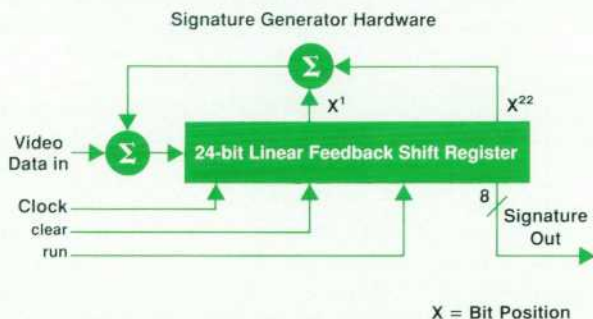 Signature Generator Hardware
Σ
X¹
X²²
Video
Data in
Σ
24-bit Linear Feedback Shift Register
Clock
clear
run
8
Signature
Out
X = Bit Position